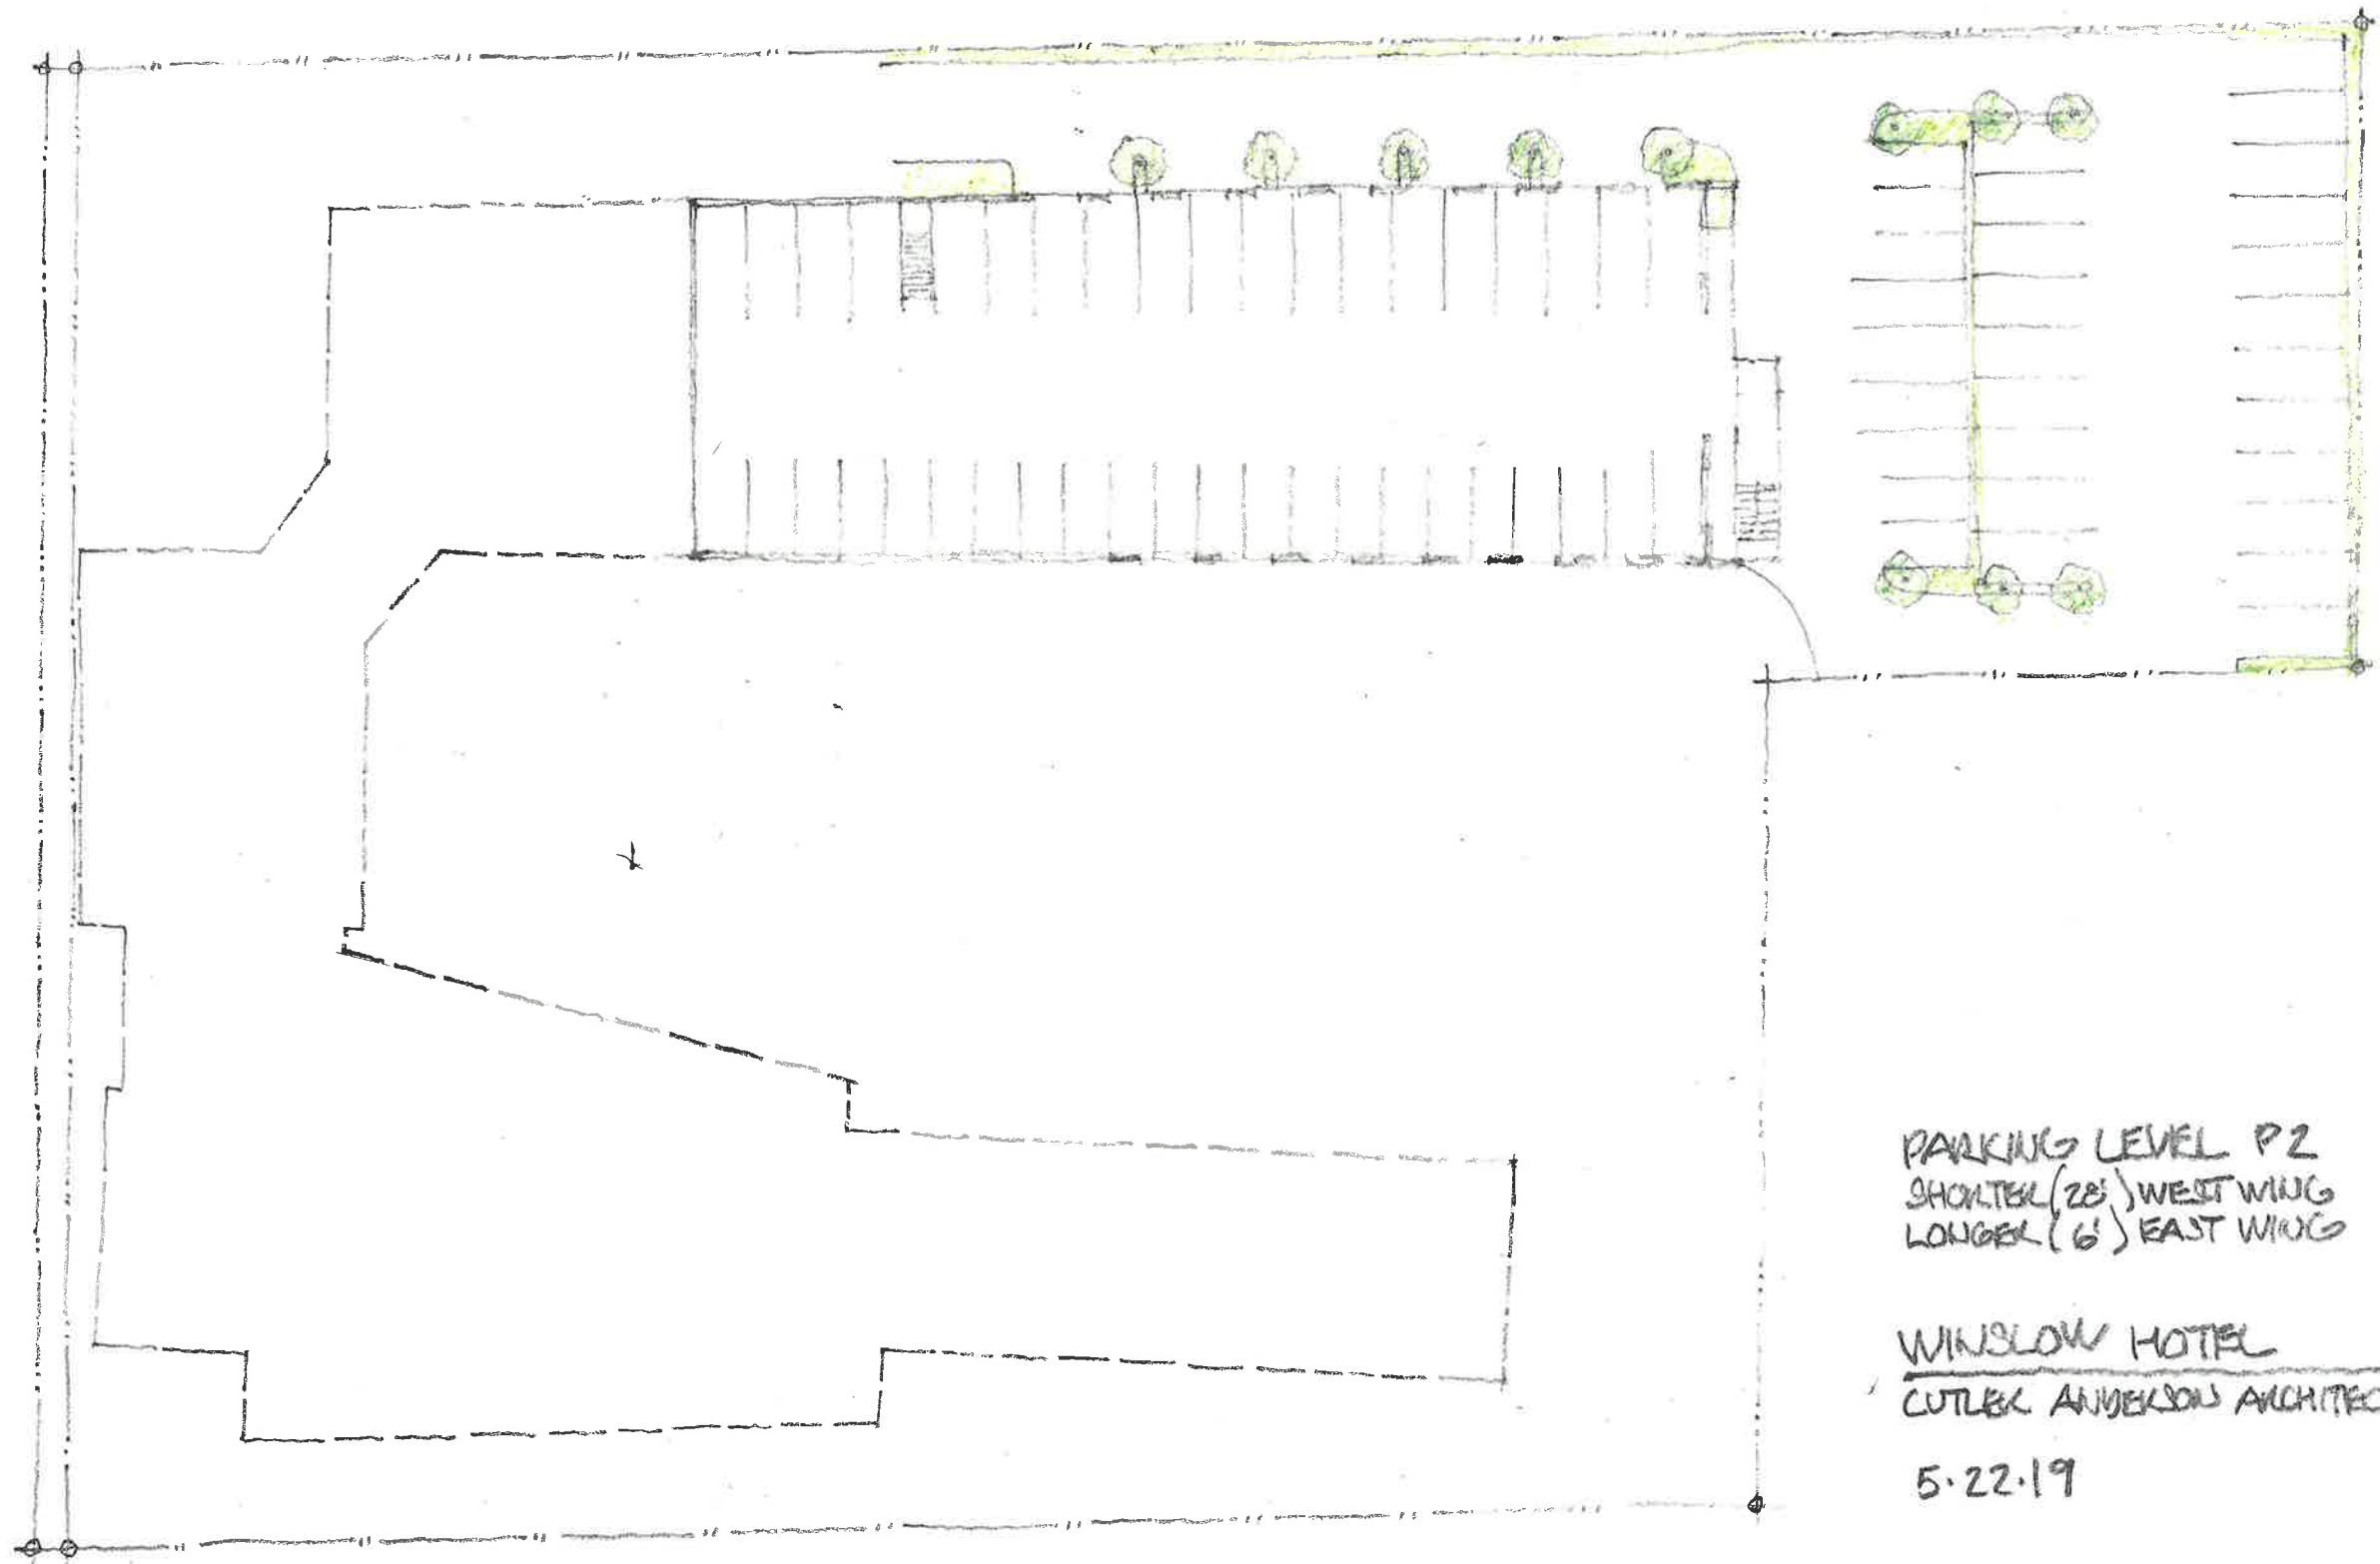 PARKING LEVEL P2
SHORTER (28') WEST WING
LONGER (6') EAST WING
WINSLOW HOTEL
CUTLER ANDERSON ARCHITEC
5.22.19